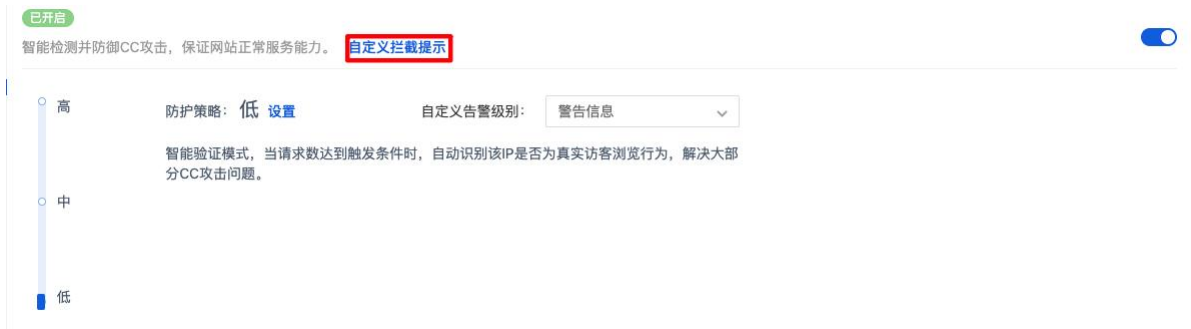 已开启
智能检测并防御CC攻击，保证网站正常服务能力。 自定义拦截提示
高
防护策略： 低 设置 自定义告警级别： 警告信息
智能验证模式，当请求数达到触发条件时，自动识别该IP是否为真实访客浏览行为，解决大部
分CC攻击问题。
中
低